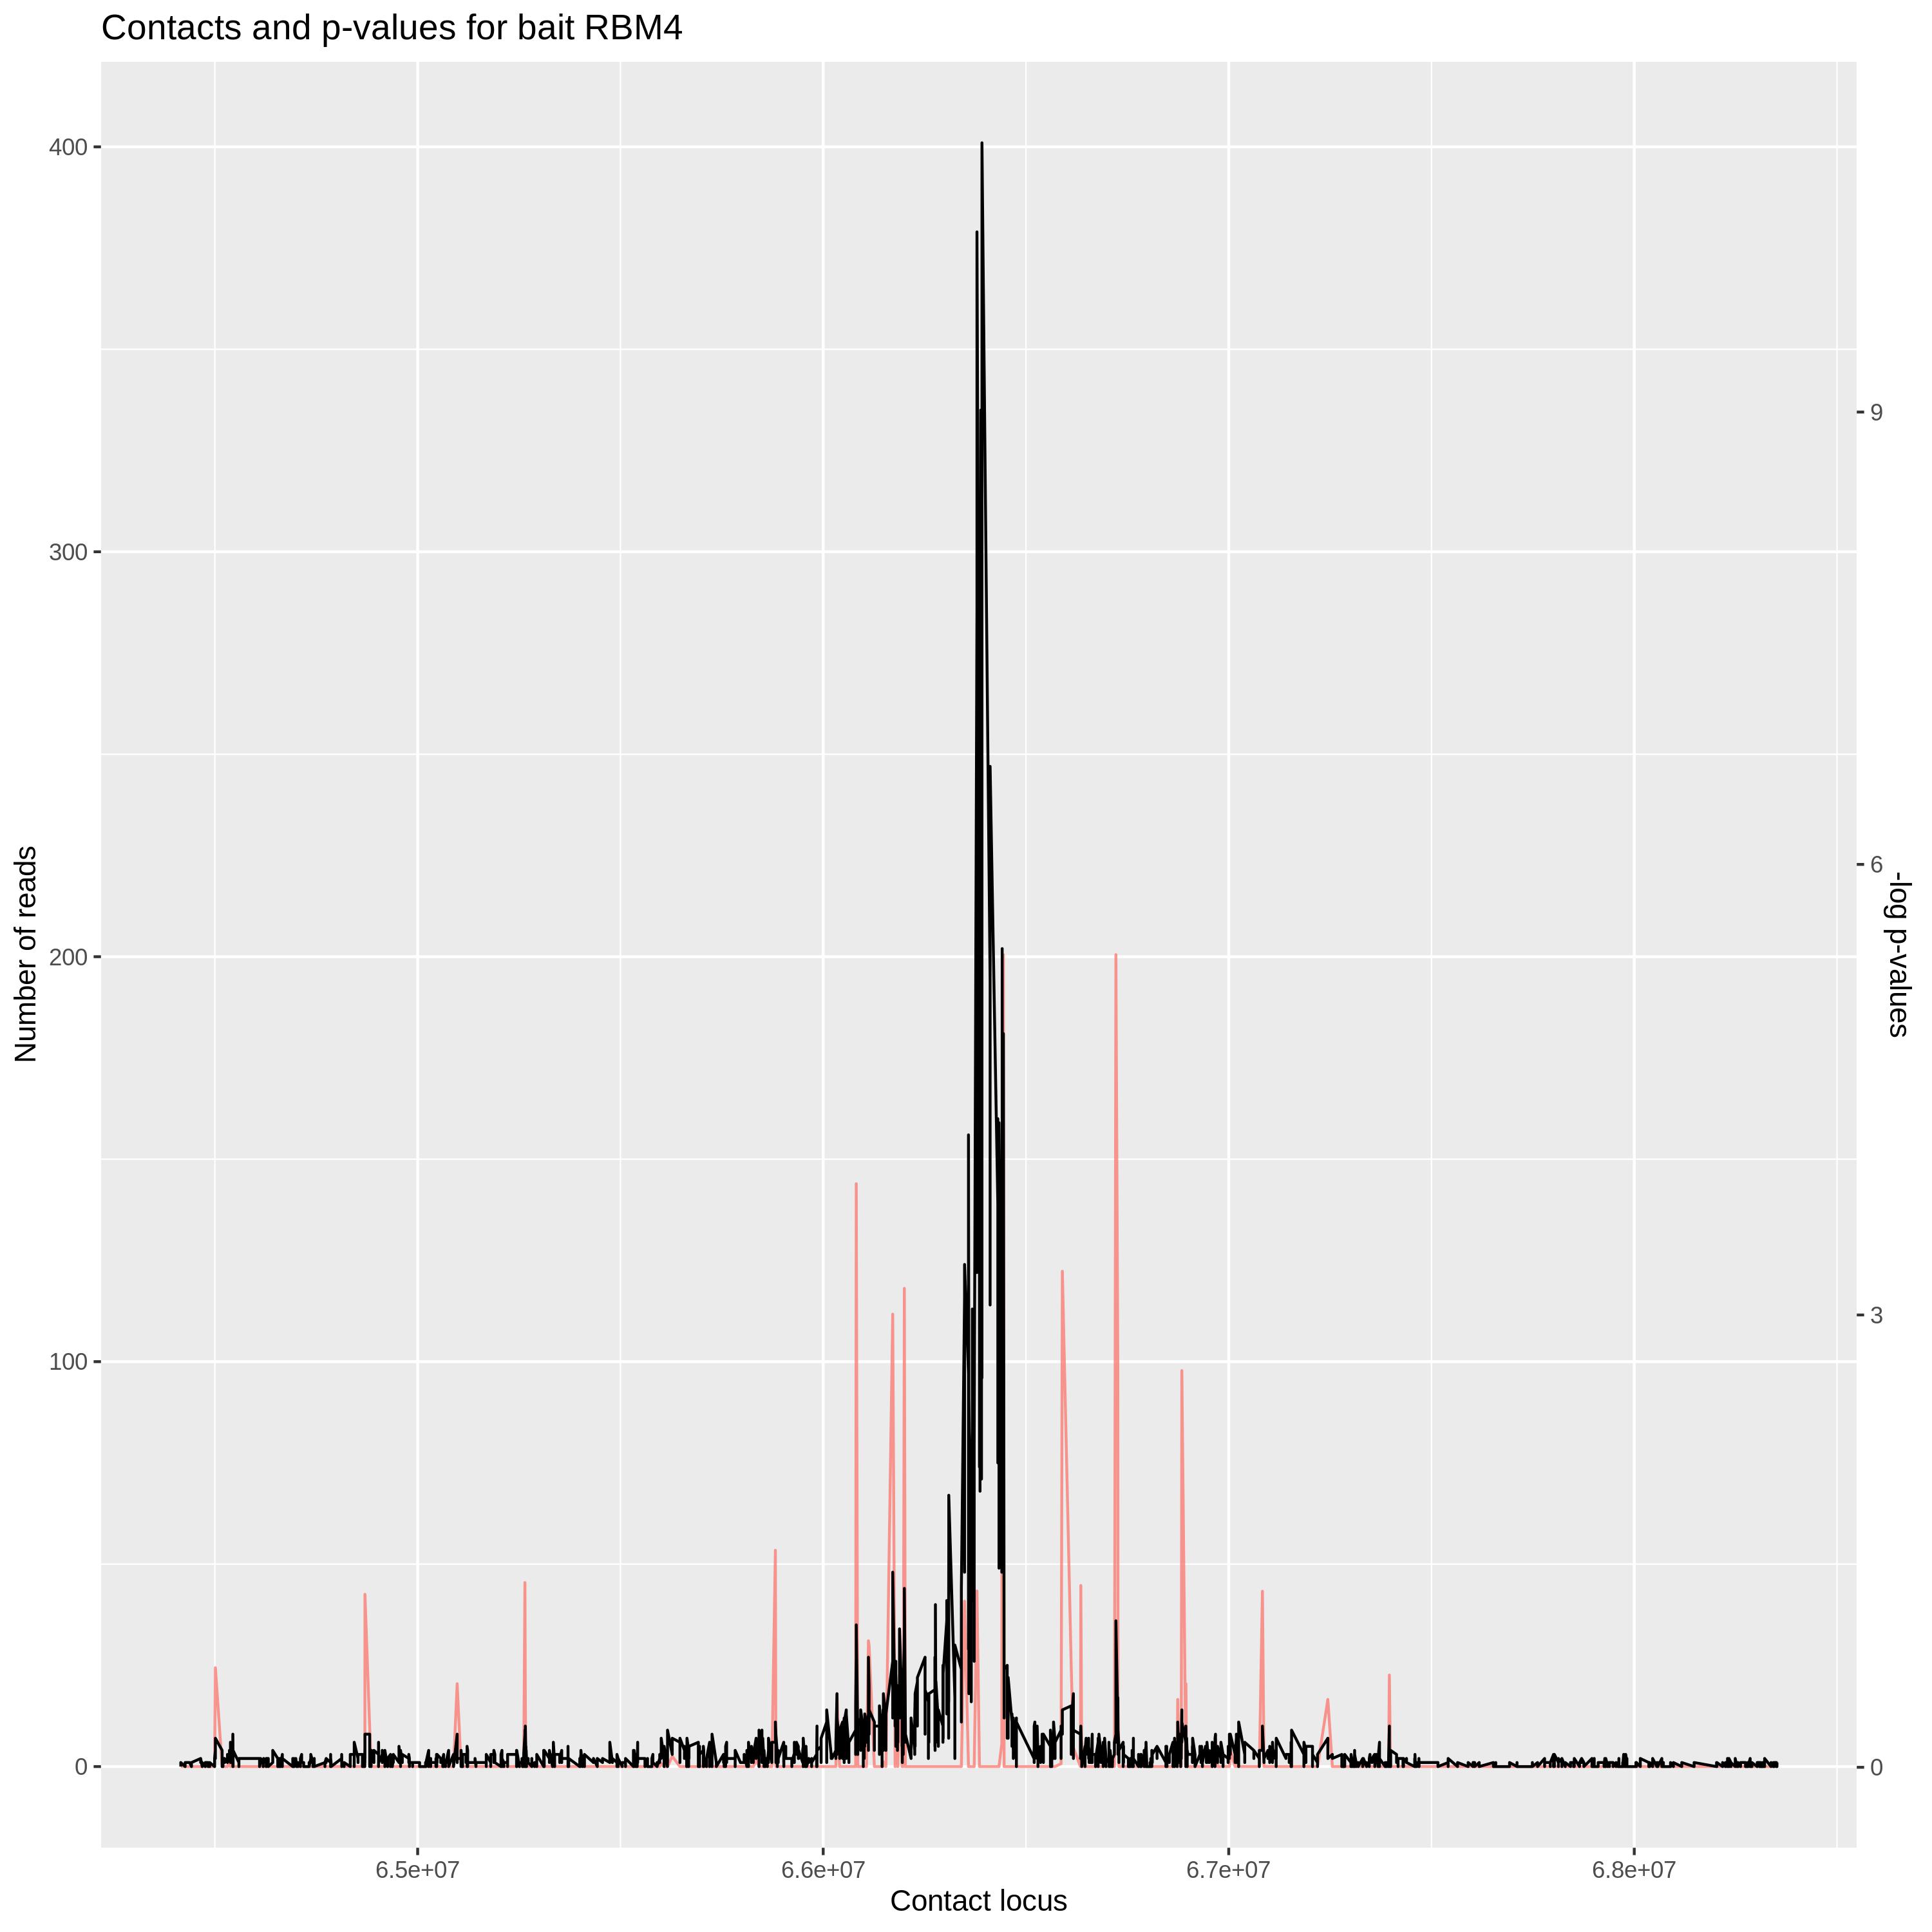 Contacts and p-values for bait RBM4
400
300
200
100
0
Number of reads
9
6
3
0
-log p-values
6.5e+07
6.6e+07
6.7e+07
6.8e+07
Contact locus